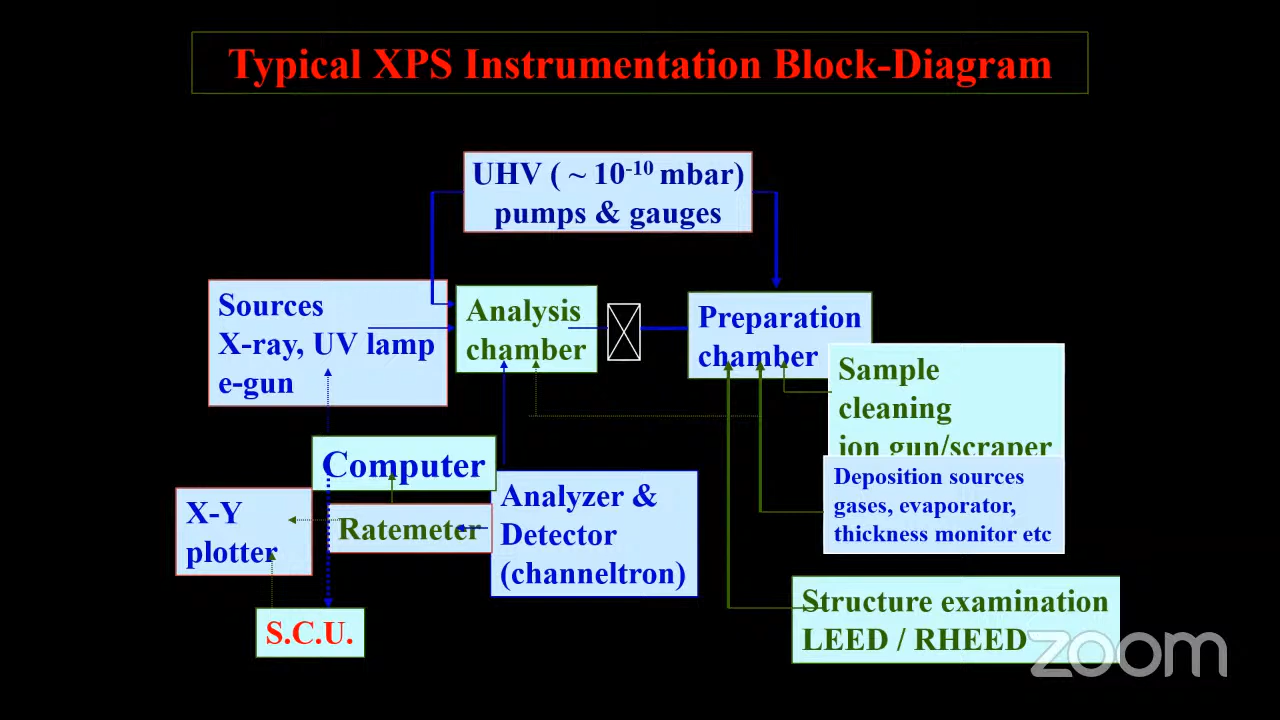 Typical XPS Instrumentation Block-Diagram
UHV ( ~ 10⁻¹⁰ mbar)
pumps & gauges
Sources
X-ray, UV lamp
e-gun
Analysis
chamber
Preparation
chamber
Sample
cleaning
ion gun/scraper
Computer
Deposition sources
gases, evaporator,
thickness monitor etc
X-Y
plotter
Ratemeter
Analyzer &
Detector
(channeltron)
S.C.U.
Structure examination
LEED / RHEED
zoom